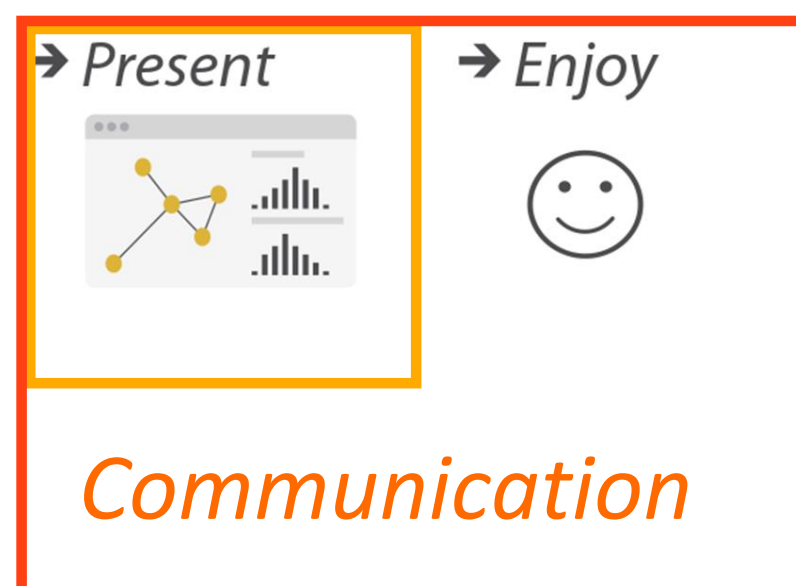 ➔ Present
➔ Enjoy
Communication